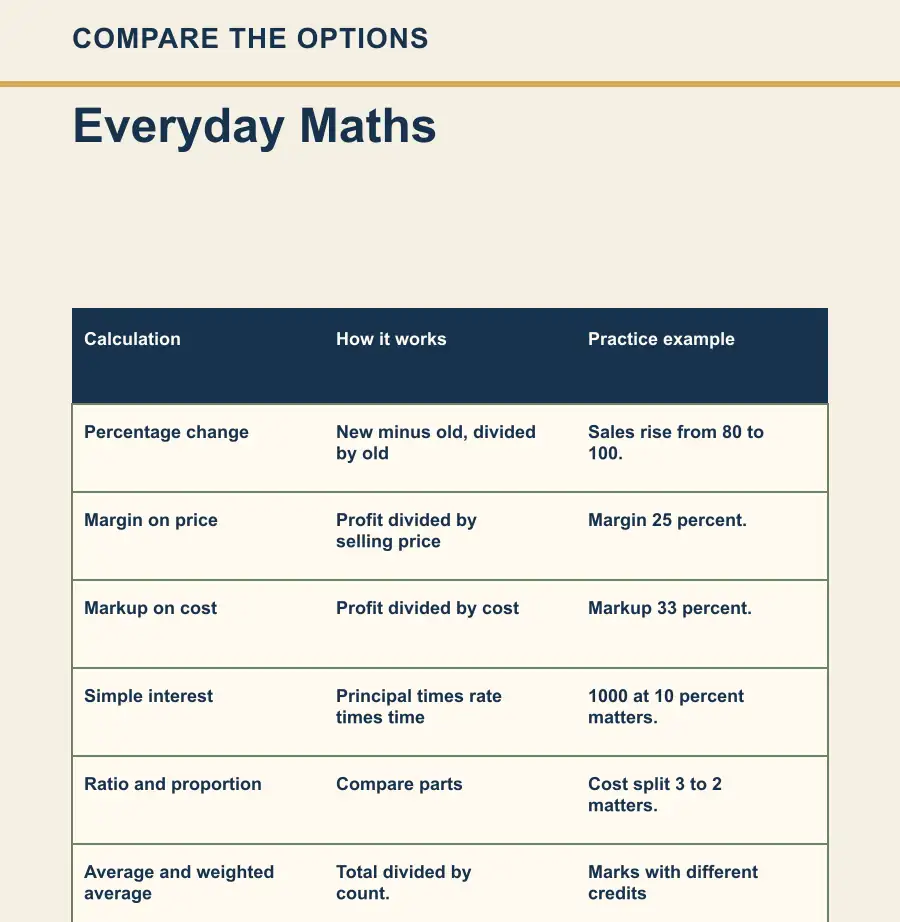 COMPARE THE OPTIONS
Everyday Maths
Calculation
How it works
Practice example
Percentage change
New minus old, divided
by old
Sales rise from 80 to
100.
Margin on price
Profit divided by
selling price
Margin 25 percent.
Markup on cost
Profit divided by cost
Markup 33 percent.
Simple interest
Principal times rate
times time
1000 at 10 percent
matters.
Ratio and proportion
Compare parts
Cost split 3 to 2
matters.
Average and weighted
average
Total divided by
count.
Marks with different
credits